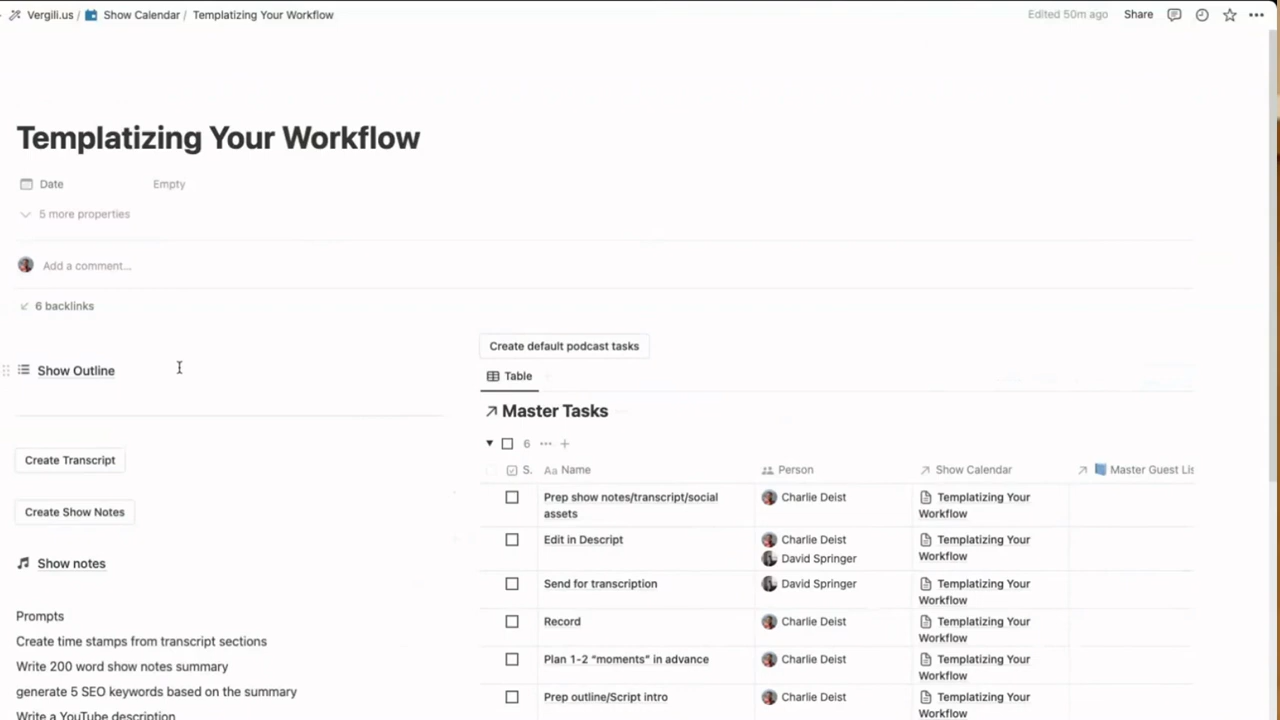 Vergili.us / Show Calendar / Templatizing Your Workflow
Edited 50m ago Share
Templatizing Your Workflow
Date Empty
5 more properties
Add a comment...
6 backlinks
Show Outline
Create Transcript
Create Show Notes
Show notes
Prompts
Create time stamps from transcript sections
Write 200 word show notes summary
generate 5 SEO keywords based on the summary
Write a YouTube description
Create default podcast tasks
Table
Master Tasks
6
S. Aa Name Person Show Calendar Master Guest Lis
Prep show notes/transcript/social Charlie Deist Templatizing Your
assets Workflow
Edit in Descript Charlie Deist Templatizing Your
David Springer Workflow
Send for transcription David Springer Templatizing Your
Workflow
Record Charlie Deist Templatizing Your
Workflow
Plan 1-2 “moments” in advance Charlie Deist Templatizing Your
Workflow
Prep outline/Script intro Charlie Deist Templatizing Your
Workflow